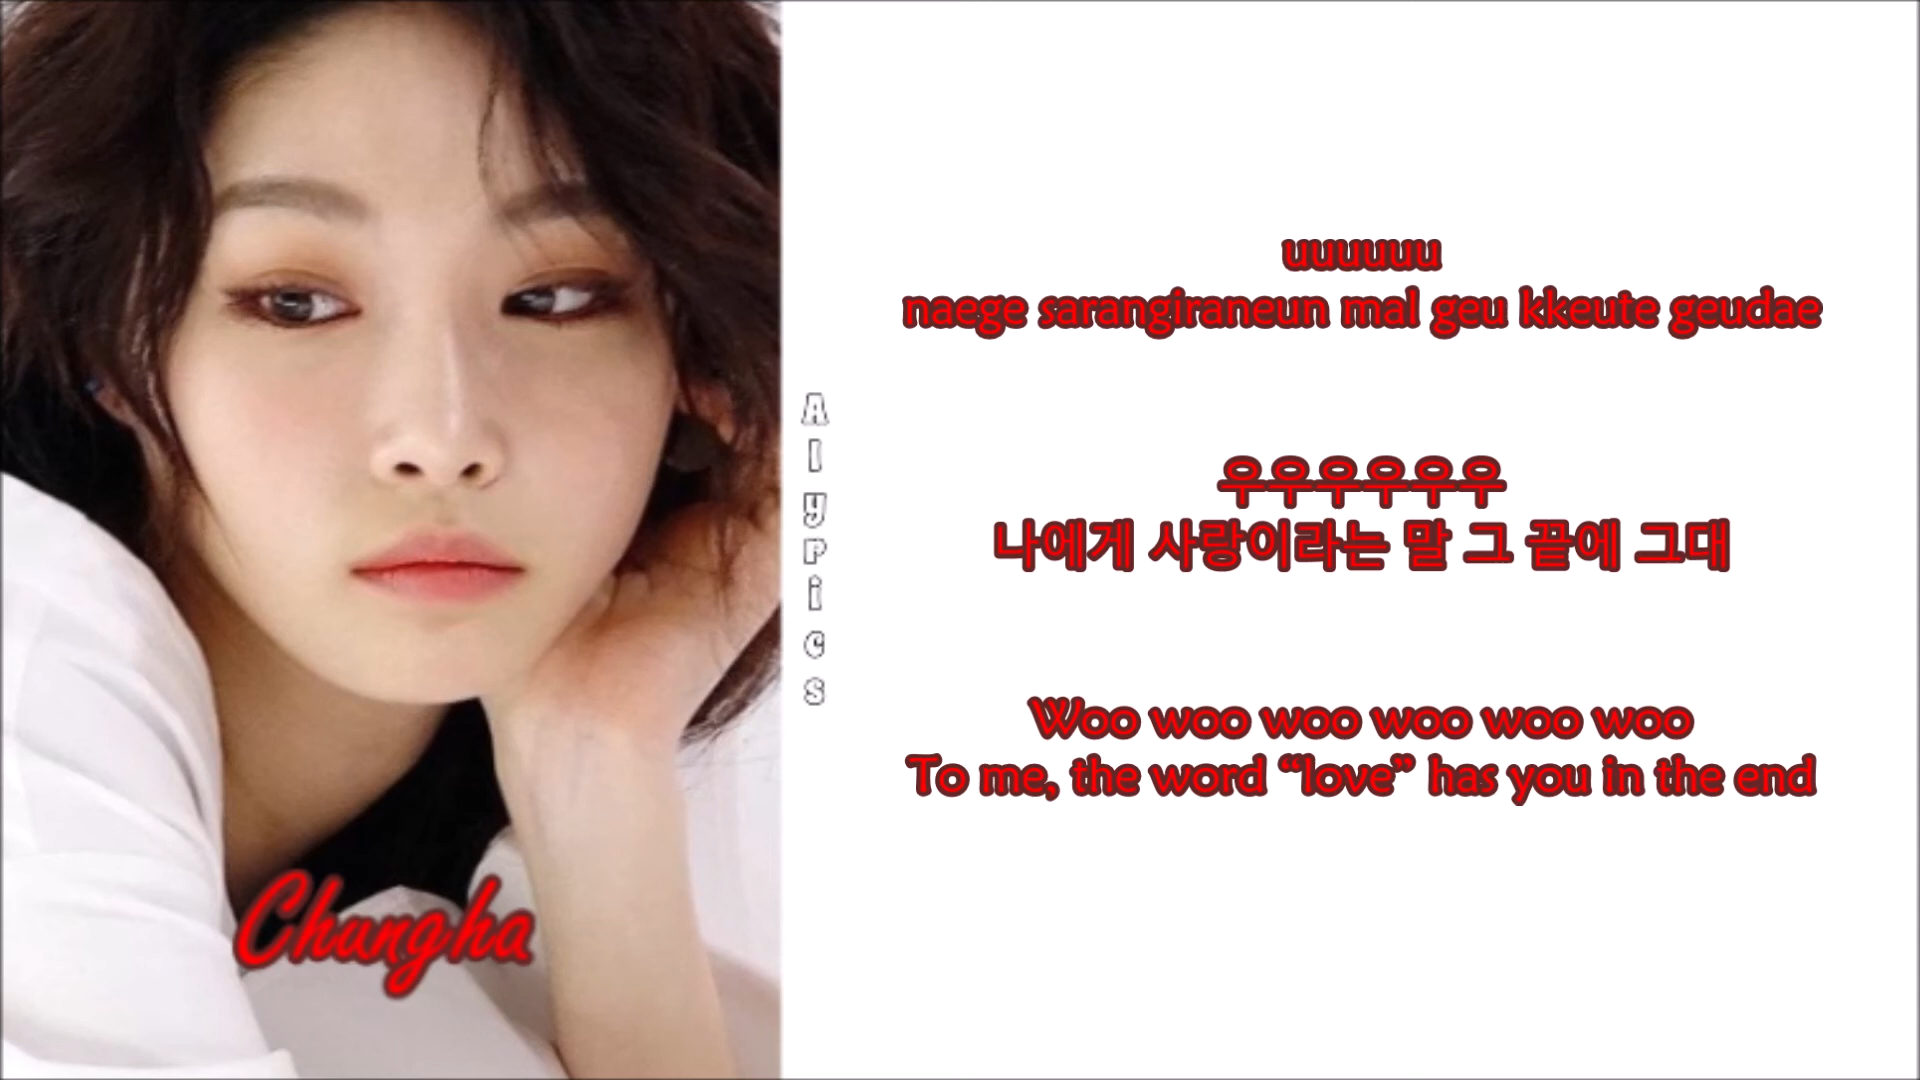 uuuuuu
naege sarangiraneun mal geu kkeute geudae
우우우우우우
나에게 사랑이라는 말 그 끝에 그대
Woo woo woo woo woo woo
To me, the word “love” has you in the end
Alypics
Chungha